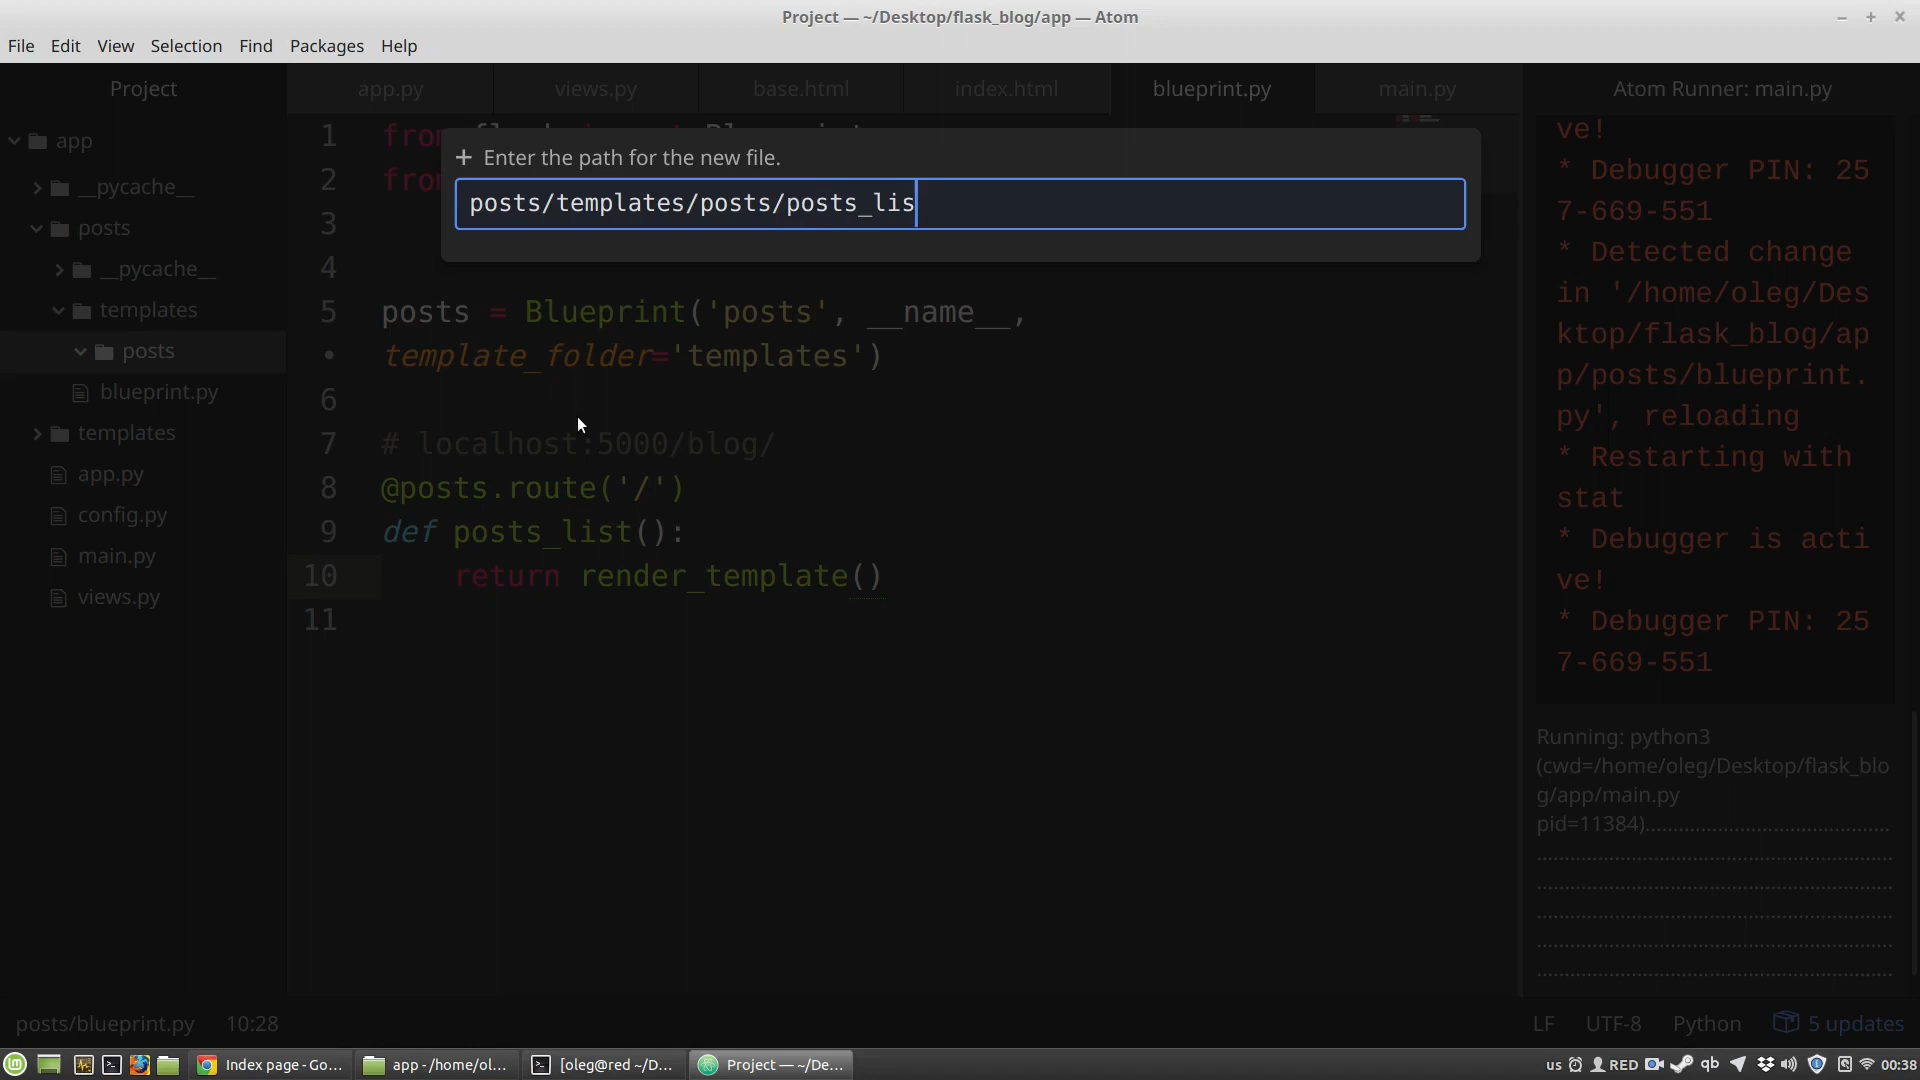 Project — ~/Desktop/flask_blog/app — Atom
File Edit View Selection Find Packages Help
Project
app
__pycache__
posts
__pycache__
templates
posts
blueprint.py
templates
app.py
config.py
main.py
views.py
app.py views.py base.html index.html blueprint.py main.py
+ Enter the path for the new file.
posts/templates/posts/posts_lis
1 from
2 from
3
4
5 posts = Blueprint('posts', __name__,
• template_folder='templates')
6
7 # localhost:5000/blog/
8 @posts.route('/')
9 def posts_list():
10 return render_template()
11
Atom Runner: main.py
ve!
* Debugger PIN: 25
7-669-551
* Detected change
in '/home/oleg/Des
ktop/flask_blog/ap
p/posts/blueprint.
py', reloading
* Restarting with
stat
* Debugger is acti
ve!
* Debugger PIN: 25
7-669-551
Running: python3
(cwd=/home/oleg/Desktop/flask_blo
g/app/main.py
pid=11384)
posts/blueprint.py 10:28
LF UTF-8 Python 5 updates
Index page - Go... app - /home/ol... [oleg@red ~/D... Project — ~/De...
us RED qb 00:38